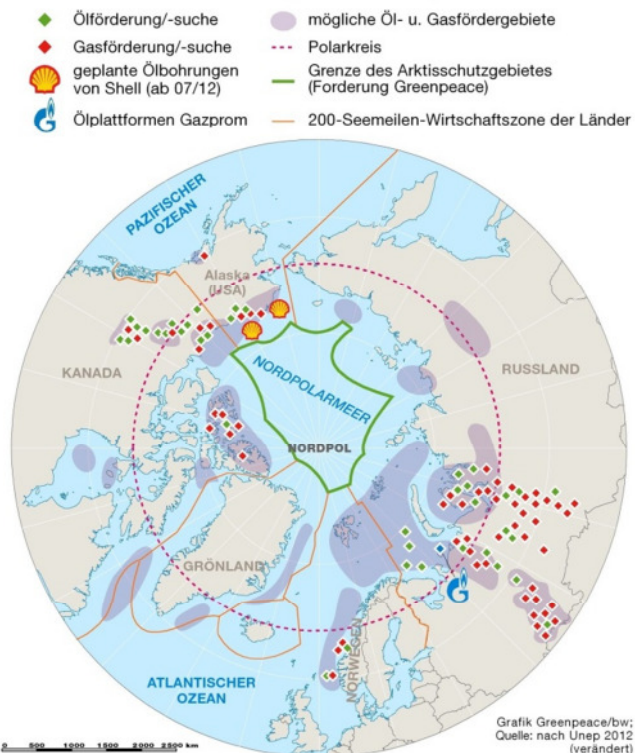 Ölförderung/-suche
Gasförderung/-suche
geplante Ölbohrungen
von Shell (ab 07/12)
Ölplattformen Gazprom
mögliche Öl- u. Gasfördergebiete
Polarkreis
Grenze des Arktisschutzgebietes
(Forderung Greenpeace)
200-Seemeilen-Wirtschaftszone der Länder
PAZIFISCHER
OZEAN
Alaska
(USA)
KANADA
RUSSLAND
NORDPOLARMEER
NORDPOL
GRÖNLAND
NORWEGEN
ATLANTISCHER
OZEAN
0 500 1000 1500 2000 2500 km
Grafik Greenpeace/bw;
Quelle: nach Unep 2012
(verändert)